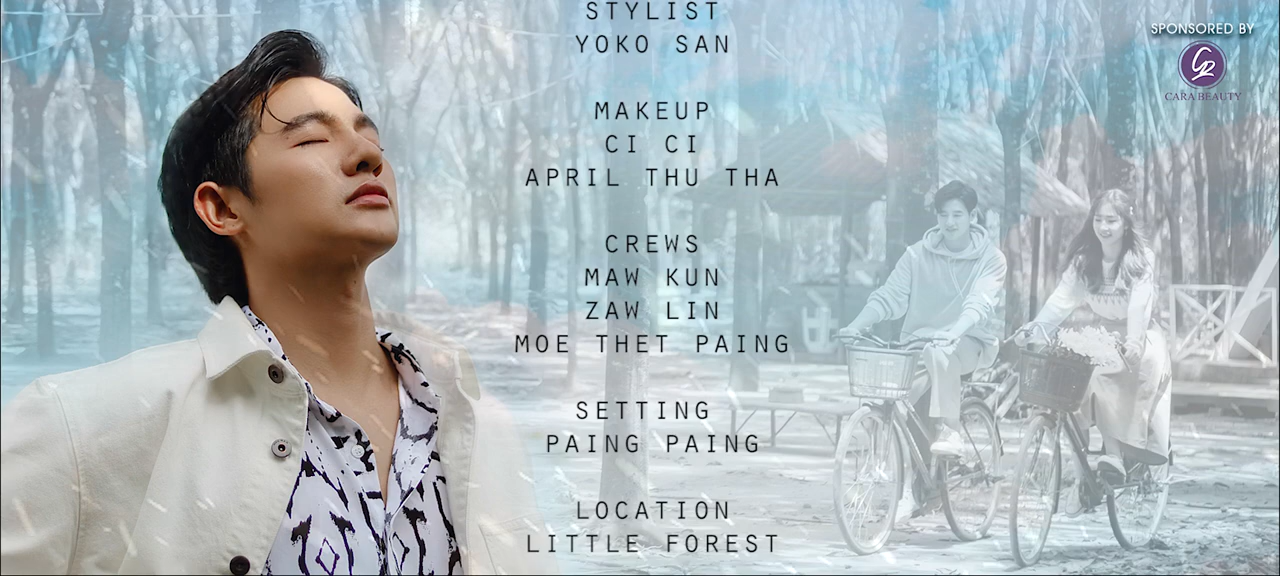 STYLIST
YOKO SAN
MAKEUP
CI CI
APRIL THU THA
CREWS
MAW KUN
ZAW LIN
MOE THET PAING
SETTING
PAING PAING
LOCATION
LITTLE FOREST
SPONSORED BY
CB
CARA BEAUTY